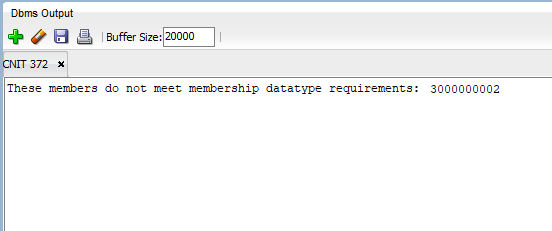 Dbms Output
Buffer Size: 20000
CNIT 372
These members do not meet membership datatype requirements: 3000000002